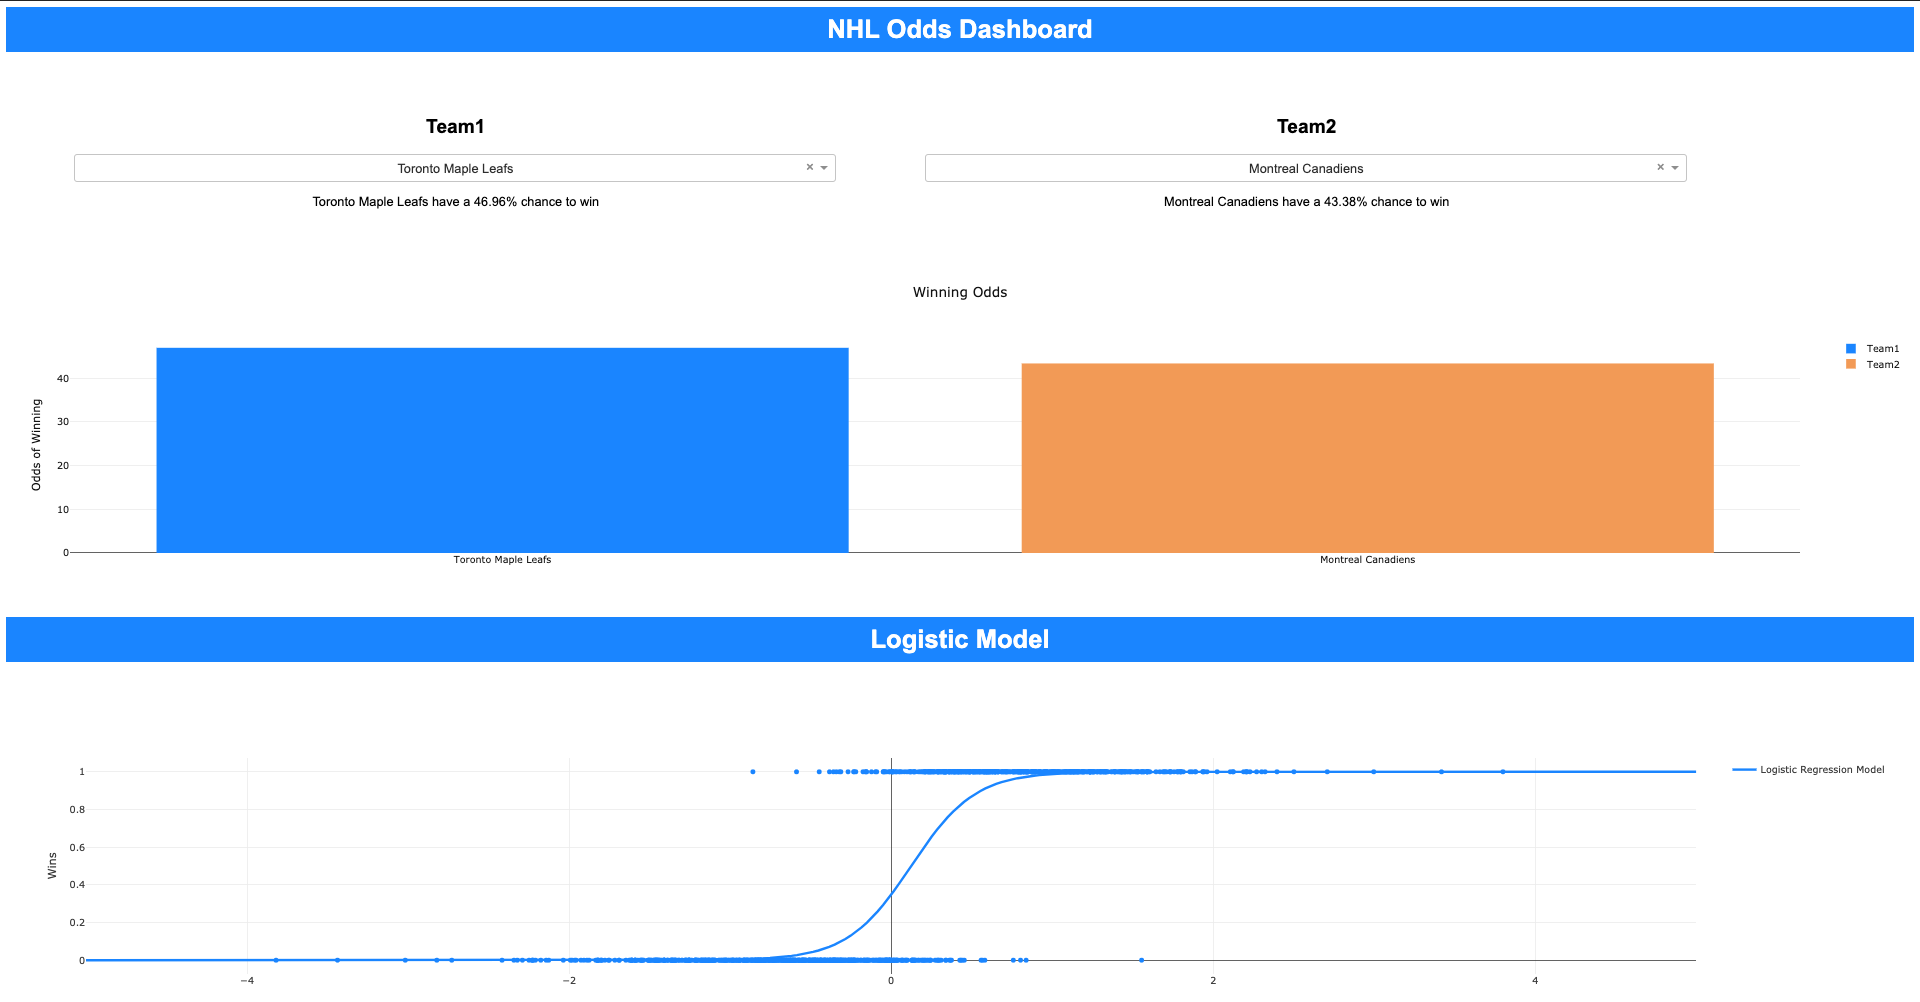 NHL Odds Dashboard
Team1
Team2
Toronto Maple Leafs × 
Montreal Canadiens ×
Toronto Maple Leafs have a 46.96% chance to win
Montreal Canadiens have a 43.38% chance to win
Winning Odds
Team1
Team2
Odds of Winning
40
30
20
10
0
Toronto Maple Leafs
Montreal Canadiens
Logistic Model
Logistic Regression Model
Wins
1
0.8
0.6
0.4
0.2
0
−4
−2
0
2
4